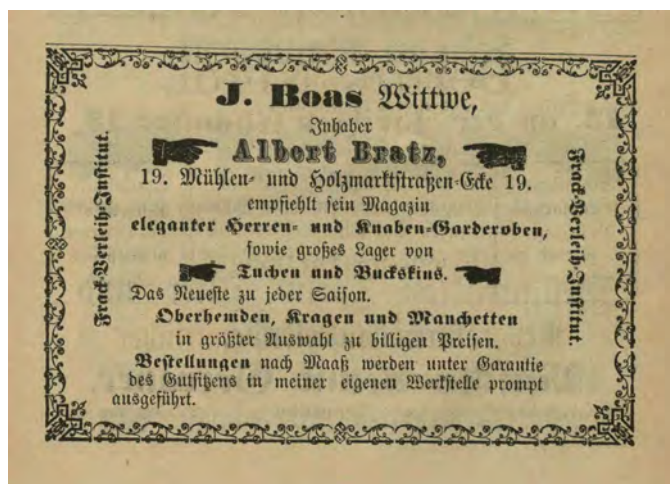 J. Boas Wittwe,
Inhaber
Albert Bratz,
19. Mühlen- und Holzmarktstraßen-Ecke 19.
empfiehlt sein Magazin
eleganter Herren- und Knaben-Garderoben,
sowie großes Lager von
Tuchen und Buckskins.
Das Neueste zu jeder Saison.
Oberhemden, Kragen und Manchetten
in größter Auswahl zu billigen Preisen.
Bestellungen nach Maaß werden unter Garantie
des Gutsitzens in meiner eigenen Werkstelle prompt
ausgeführt.
Frack-Verleih-Institut.
Frack-Verleih-Institut.